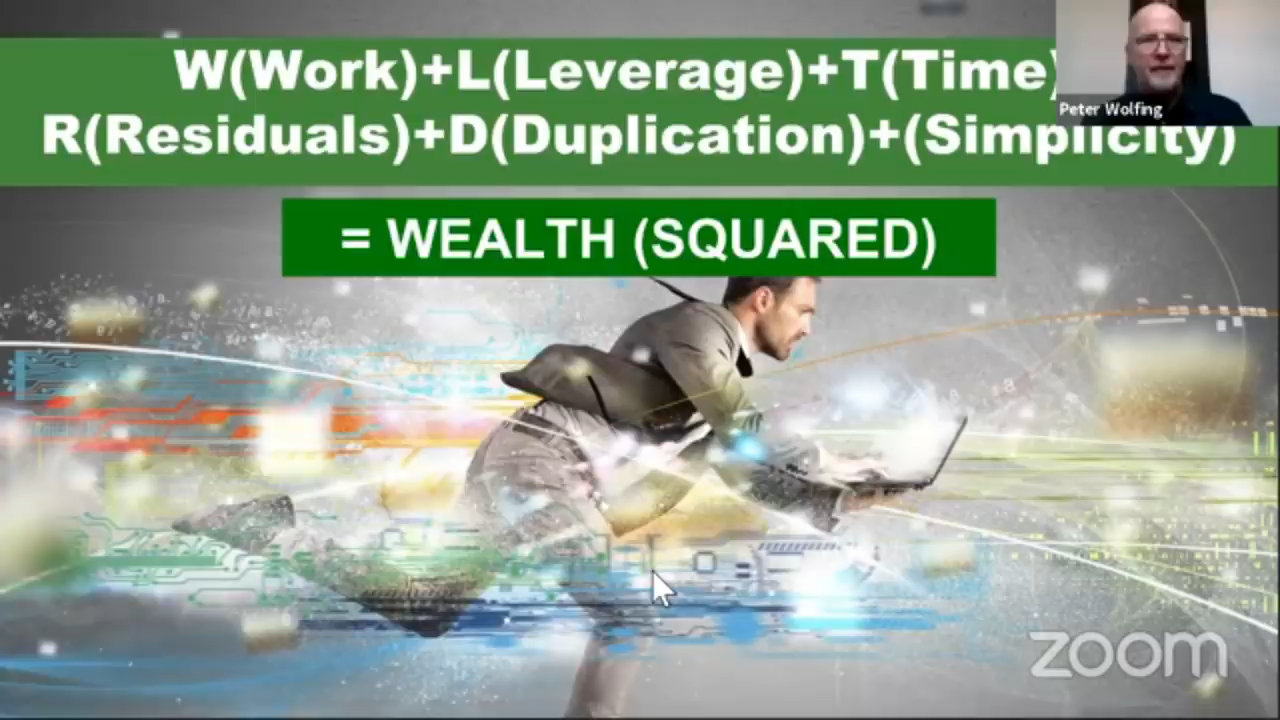 W(Work)+L(Leverage)+T(Time)
R(Residuals)+D(Duplication)+(Simplicity)
= WEALTH (SQUARED)
Peter Wolfing
zoom